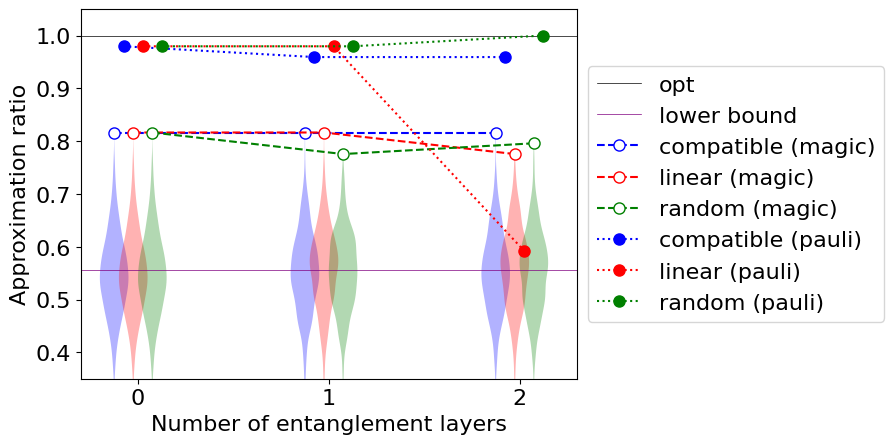 1.0
0.9
0.8
0.7
0.6
0.5
0.4
Approximation ratio
0 1 2
Number of entanglement layers
opt
lower bound
compatible (magic)
linear (magic)
random (magic)
compatible (pauli)
linear (pauli)
random (pauli)